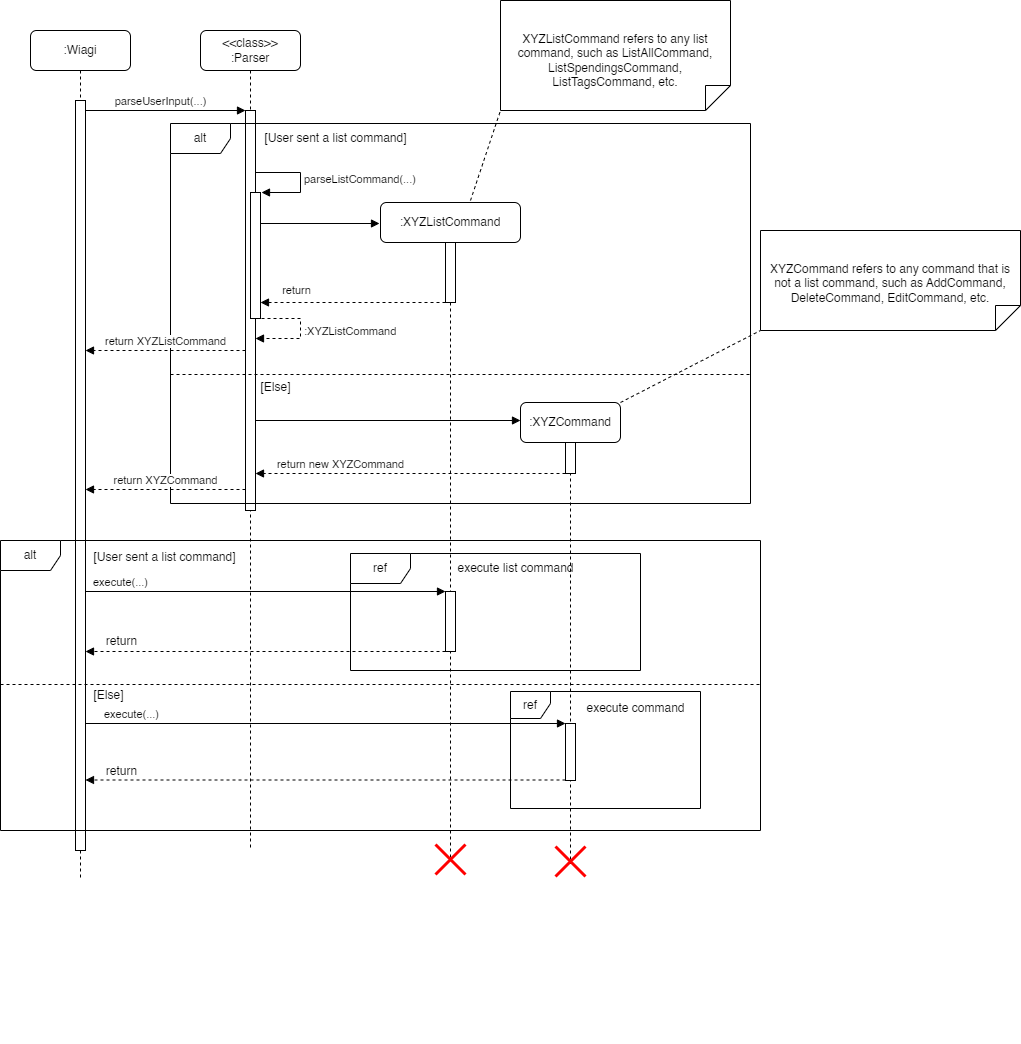 XYZListCommand refers to any list
command, such as ListAllCommand,
ListSpendingsCommand,
ListTagsCommand, etc.
:Wiagi
<<class>>
:Parser
parseUserInput(...)
alt
[User sent a list command]
parseListCommand(...)
:XYZListCommand
XYZCommand refers to any command that is
not a list command, such as AddCommand,
DeleteCommand, EditCommand, etc.
return
:XYZListCommand
return XYZListCommand
[Else]
:XYZCommand
return new XYZCommand
return XYZCommand
alt
[User sent a list command]
ref
execute list command
execute(...)
return
[Else]
ref
execute command
execute(...)
return